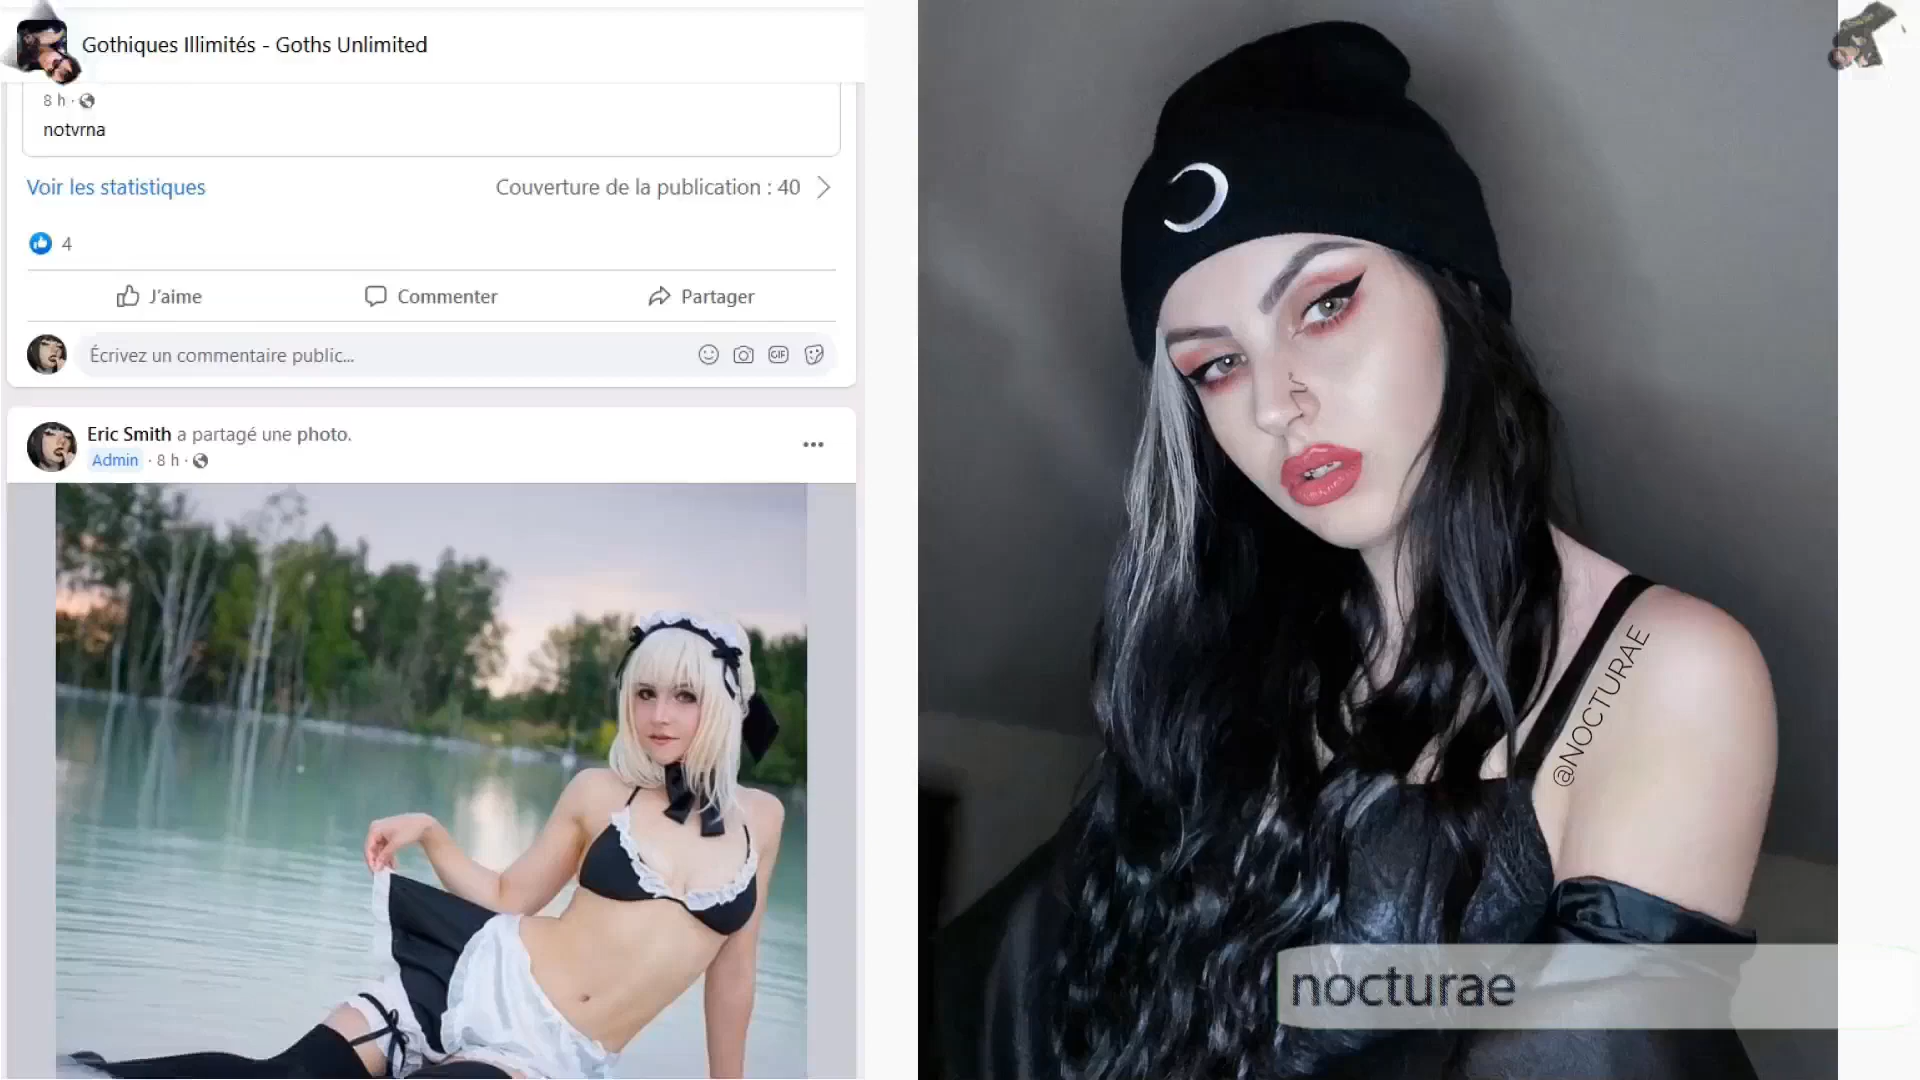 Gothiques Illimités - Goths Unlimited
8 h ·
notvrna
Voir les statistiques
Couverture de la publication : 40
4
J'aime
Commenter
Partager
Écrivez un commentaire public...
GIF
Eric Smith a partagé une photo.
Admin · 8 h ·
@NOCTURAE
nocturae